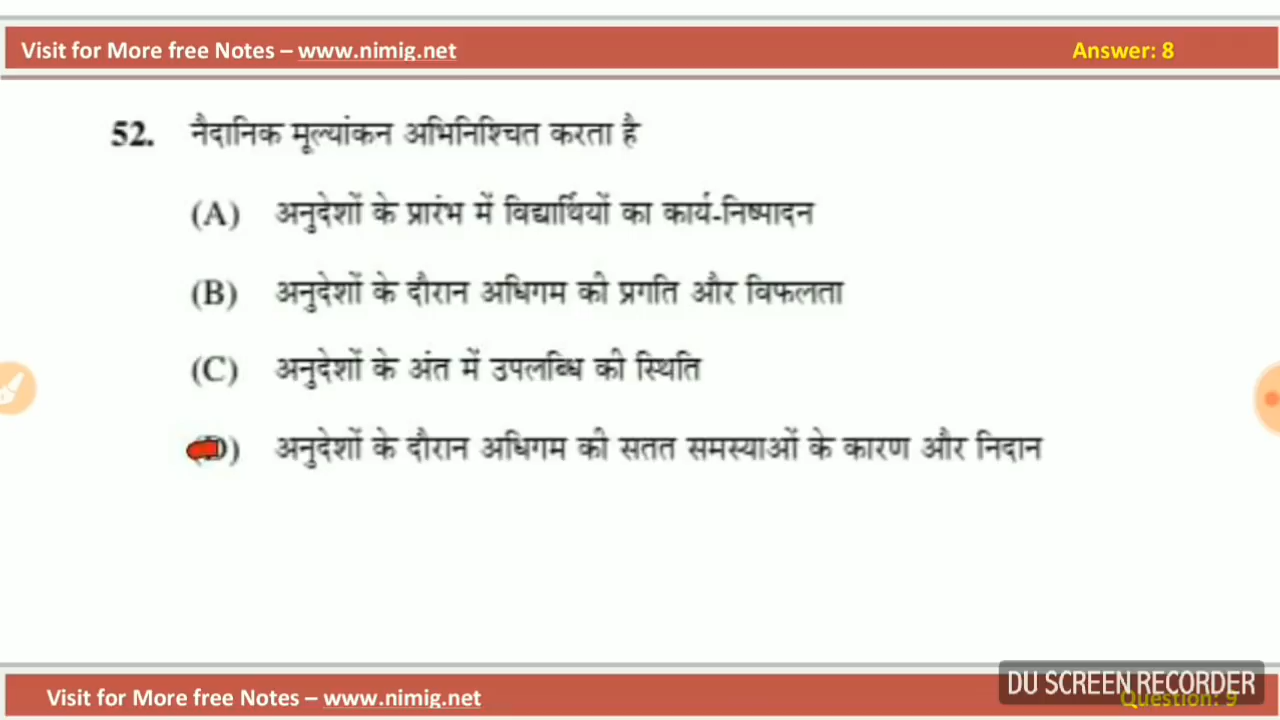 Visit for More free Notes – www.nimig.net
Answer: 8
52. नैदानिक मूल्यांकन अभिनिश्चित करता है
(A) अनुदेशों के प्रारंभ में विद्यार्थियों का कार्य-निष्पादन
(B) अनुदेशों के दौरान अधिगम की प्रगति और विफलता
(C) अनुदेशों के अंत में उपलब्धि की स्थिति
(D) अनुदेशों के दौरान अधिगम की सतत समस्याओं के कारण और निदान
DU SCREEN RECORDER
Visit for More free Notes – www.nimig.net
Question: 9